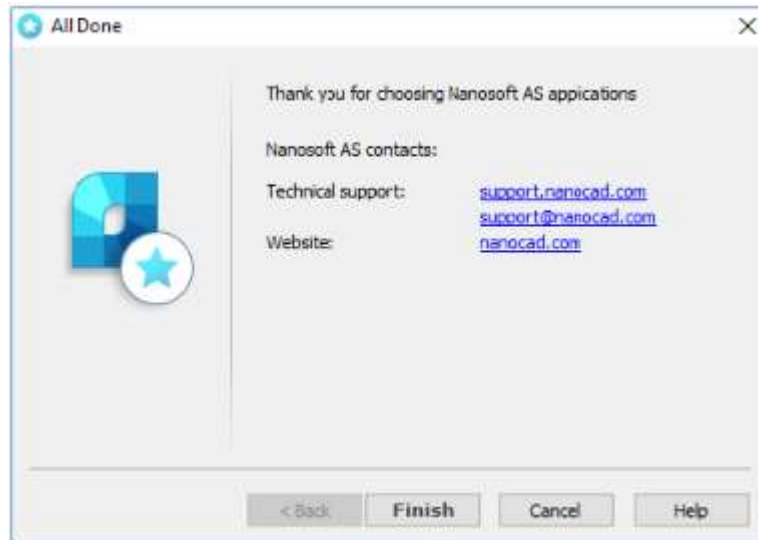 All Done
Thank you for choosing Nanosoft AS appications
Nanosoft AS contacts:
Technical support: support.nanocad.com
support@nanocad.com
Website: nanocad.com
< Back Finish Cancel Help